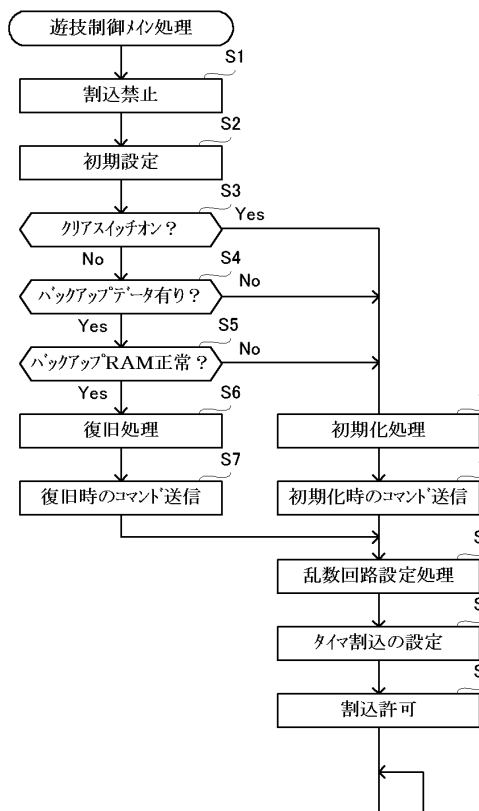 遊技制御メイン処理
S1
割込禁止
S2
初期設定
S3
クリアスイッチオン？
Yes
No
S4
バックアップデータ有り？
No
Yes
S5
バックアップRAM正常？
No
Yes
S6
復旧処理
初期化処理
S7
復旧時のコマンド送信
初期化時のコマンド送信
S
乱数回路設定処理
S
タイマ割込の設定
S
割込許可